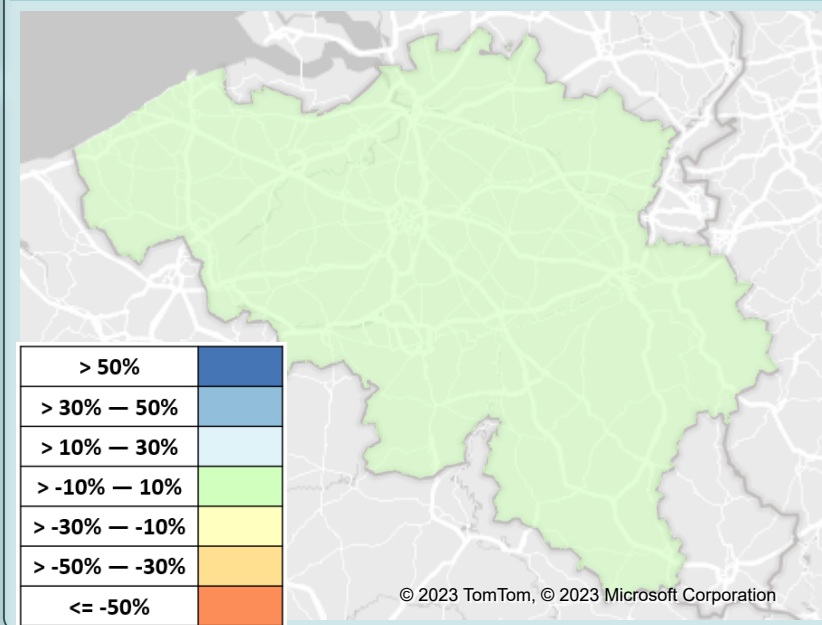 > 50%
> 30% — 50%
> 10% — 30%
> -10% — 10%
> -30% — -10%
> -50% — -30%
<= -50%
© 2023 TomTom, © 2023 Microsoft Corporation